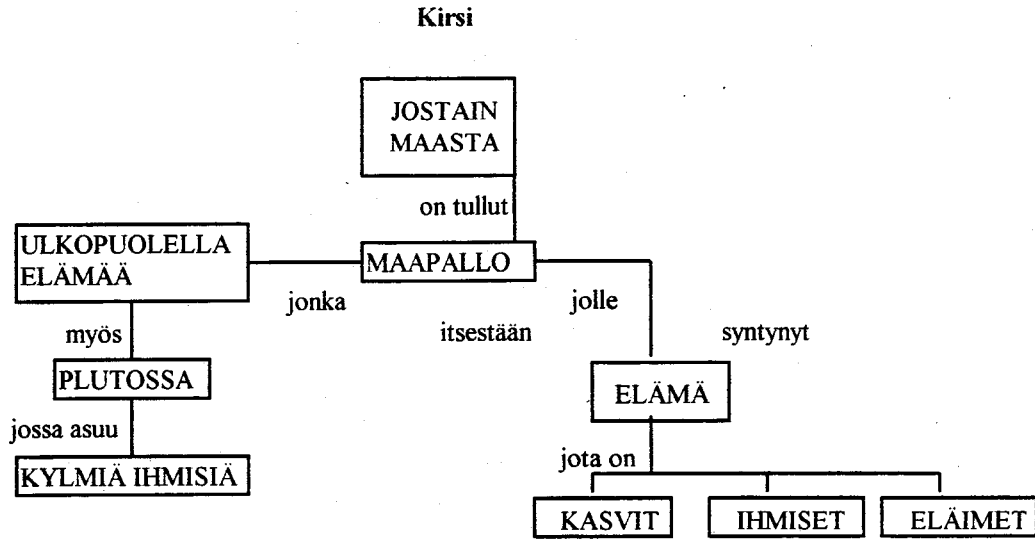 Kirsi
JOSTAIN
MAASTA
on tullut
ULKOPUOLELLA
ELÄMÄÄ
MAAPALLO
jonka
jolle
itsestään
syntynyt
myös
PLUTOSSA
ELÄMÄ
jossa asuu
KYLMIÄ IHMISIÄ
jota on
KASVIT
IHMISET
ELÄIMET